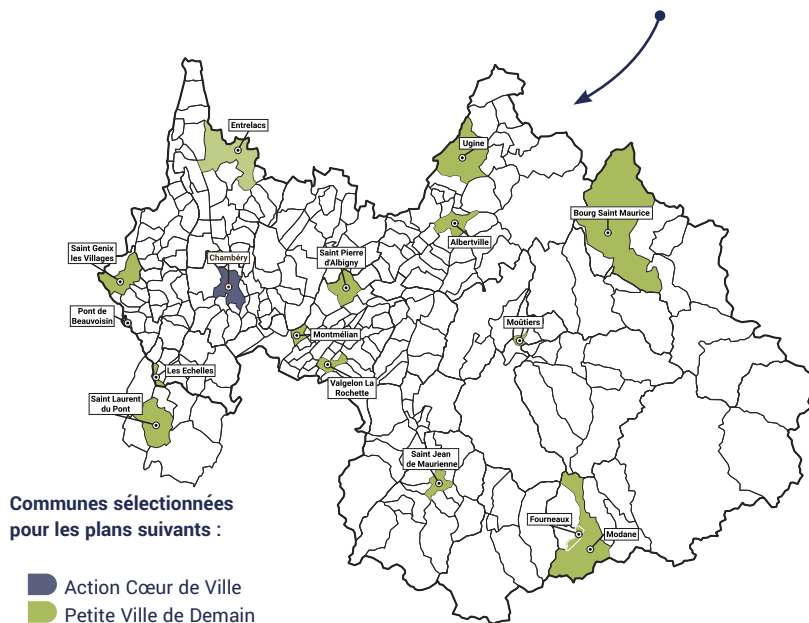 Entrelacs
Ugine
Bourg Saint Maurice
Albertville
Saint Genix
les Villages
Chambéry
Saint Pierre
d'Albigny
Pont de
Beauvoisin
Montmélian
Moûtiers
Les Echelles
Valgelon La
Rochette
Saint Laurent
du Pont
Saint Jean
de Maurienne
Fourneaux
Modane
Communes sélectionnées
pour les plans suivants :
Action Cœur de Ville
Petite Ville de Demain